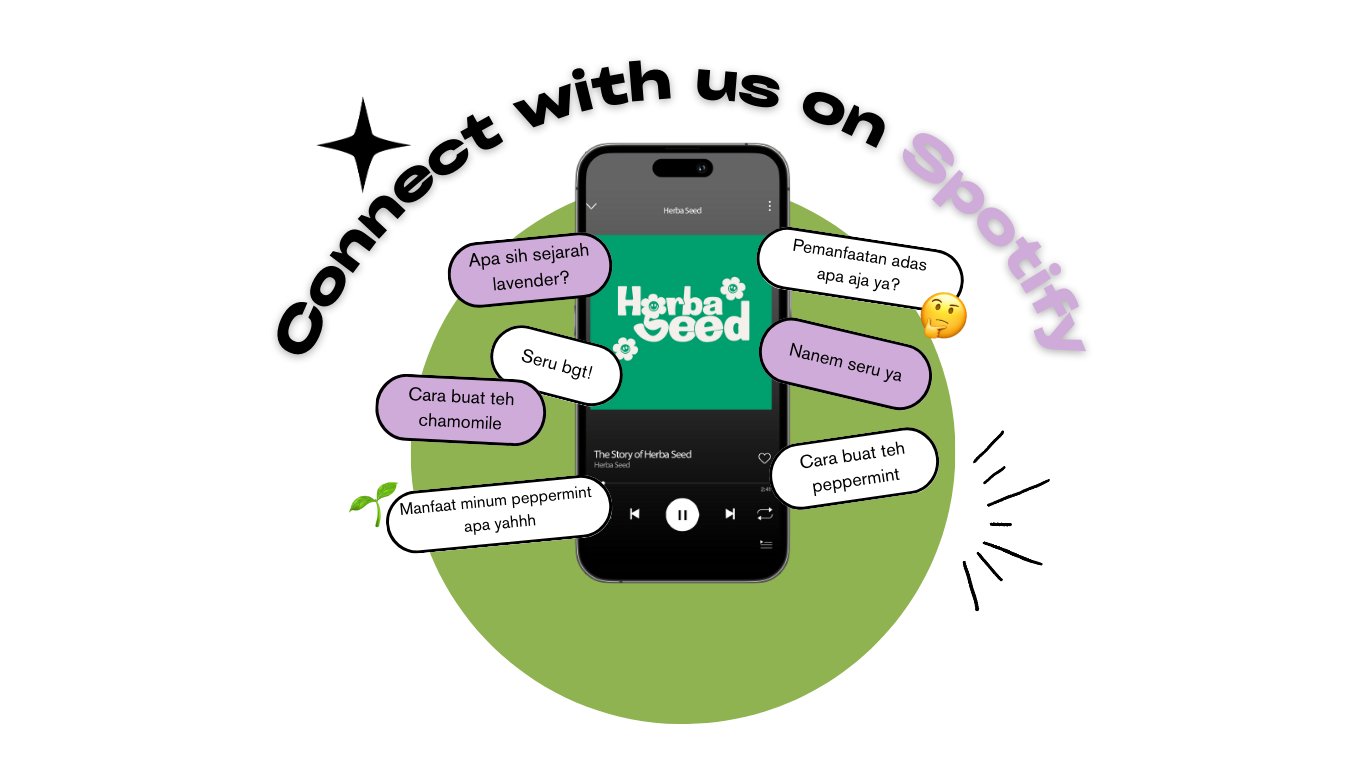 Connect with us on Spotify
Herba Seed
Apa sih sejarah
lavender?
Pemanfaatan adas
apa aja ya?
Herba
Seed
Seru bgt!
Nanem seru ya
Cara buat teh
chamomile
The Story of Herba Seed
Herba Seed
Cara buat teh
peppermint
Manfaat minum peppermint
apa yahhh